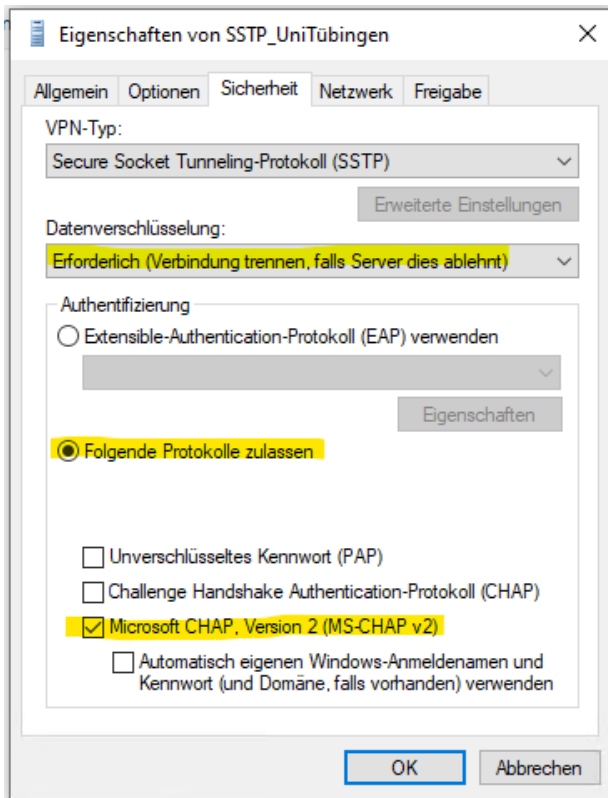 Eigenschaften von SSTP_UniTübingen
Allgemein Optionen Sicherheit Netzwerk Freigabe
VPN-Typ:
Secure Socket Tunneling-Protokoll (SSTP)
Erweiterte Einstellungen
Datenverschlüsselung:
Erforderlich (Verbindung trennen, falls Server dies ablehnt)
Authentifizierung
Extensible-Authentication-Protokoll (EAP) verwenden
Eigenschaften
Folgende Protokolle zulassen
Unverschlüsseltes Kennwort (PAP)
Challenge Handshake Authentication-Protokoll (CHAP)
Microsoft CHAP, Version 2 (MS-CHAP v2)
Automatisch eigenen Windows-Anmeldenamen und
Kennwort (und Domäne, falls vorhanden) verwenden
OK Abbrechen